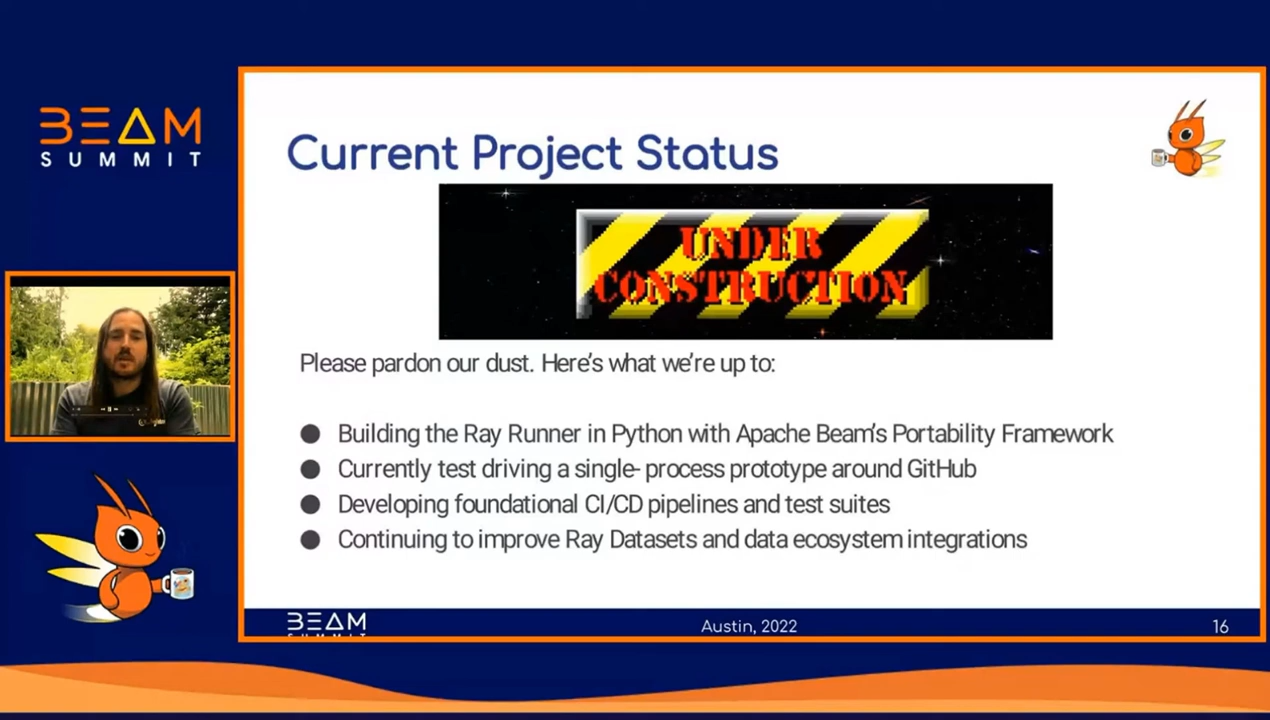 BEAM
SUMMIT
Current Project Status
UNDER
CONSTRUCTION
Please pardon our dust. Here's what we're up to:
● Building the Ray Runner in Python with Apache Beam's Portability Framework
● Currently test driving a single- process prototype around GitHub
● Developing foundational CI/CD pipelines and test suites
● Continuing to improve Ray Datasets and data ecosystem integrations
BEAM
Austin, 2022
16